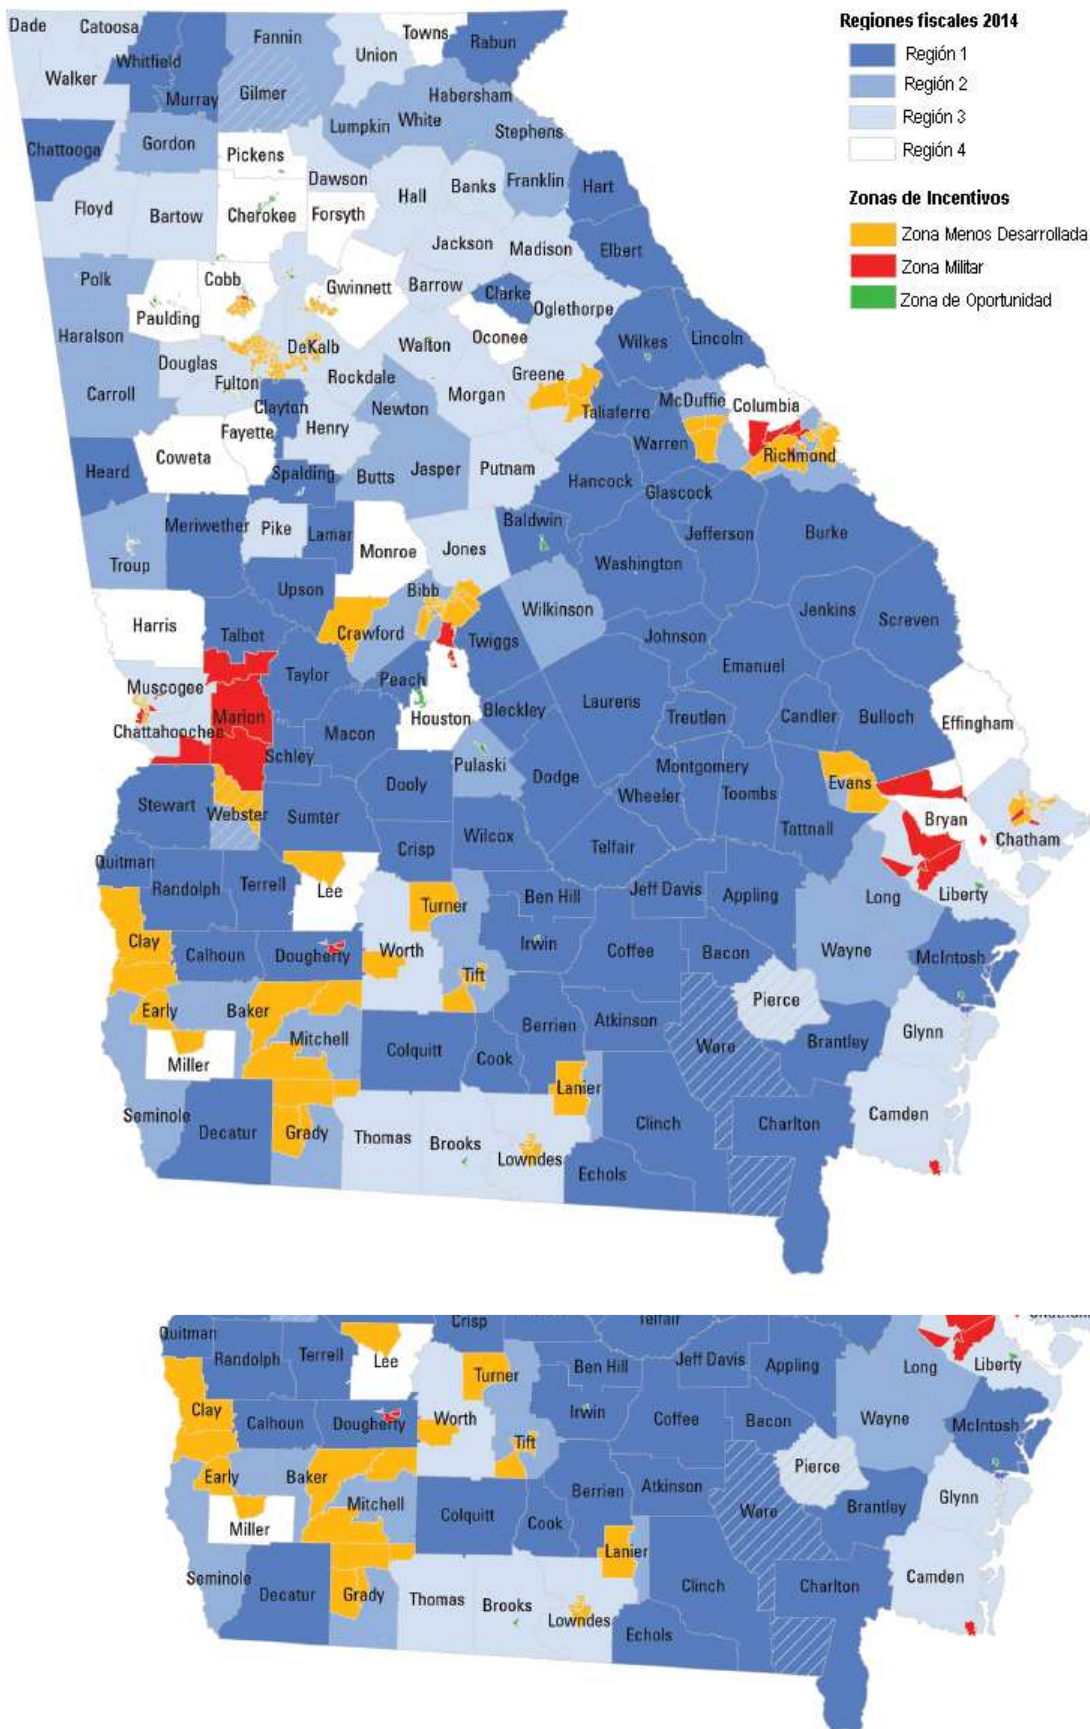 Regiones fiscales 2014
Región 1
Región 2
Región 3
Región 4
Zonas de Incentivos
Zona Menos Desarrollada
Zona Militar
Zona de Oportunidad
Dade
Catoosa
Fannin
Towns
Rabun
Union
Whitfield
Walker
Murray
Gilmer
Habersham
White
Lumpkin
Stephens
Chattooga
Gordon
Pickens
Dawson
Hall
Banks
Franklin
Hart
Floyd
Bartow
Cherokee
Forsyth
Jackson
Madison
Elbert
Polk
Cobb
Gwinnett
Barrow
Clarke
Oglethorpe
Paulding
Haralson
DeKalb
Walton
Oconee
Wilkes
Lincoln
Douglas
Fulton
Rockdale
Greene
Carroll
Clayton
Newton
Morgan
Taliaferro
McDuffie
Columbia
Fayette
Henry
Warren
Richmond
Coweta
Heard
Spalding
Butts
Jasper
Putnam
Hancock
Glascock
Meriwether
Pike
Lamar
Monroe
Jones
Baldwin
Jefferson
Burke
Troup
Washington
Upson
Bibb
Wilkinson
Jenkins
Screven
Harris
Talbot
Crawford
Twiggs
Johnson
Emanuel
Taylor
Peach
Muscogee
Marion
Houston
Bleckley
Laurens
Treutlen
Candler
Bulloch
Effingham
Chattahoochee
Macon
Schley
Pulaski
Dodge
Montgomery
Evans
Stewart
Webster
Sumter
Dooly
Wheeler
Toombs
Bryan
Tattnall
Chatham
Wilcox
Telfair
Quitman
Crisp
Randolph
Terrell
Lee
Turner
Ben Hill
Jeff Davis
Appling
Long
Liberty
Clay
Calhoun
Dougherty
Worth
Irwin
Coffee
Bacon
Wayne
McIntosh
Tift
Early
Baker
Pierce
Mitchell
Berrien
Atkinson
Glynn
Miller
Colquitt
Cook
Ware
Brantley
Lanier
Seminole
Decatur
Grady
Thomas
Brooks
Lowndes
Clinch
Charlton
Camden
Echols
Quitman
Crisp
Telfair
Randolph
Terrell
Lee
Turner
Ben Hill
Jeff Davis
Appling
Long
Liberty
Clay
Calhoun
Dougherty
Worth
Irwin
Coffee
Bacon
Wayne
McIntosh
Tift
Early
Baker
Pierce
Mitchell
Berrien
Atkinson
Glynn
Miller
Colquitt
Cook
Ware
Brantley
Lanier
Seminole
Decatur
Grady
Thomas
Brooks
Lowndes
Clinch
Charlton
Camden
Echols